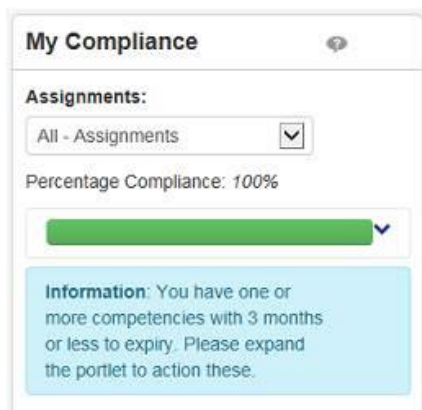 My Compliance
Assignments:
All - Assignments
Percentage Compliance: 100%
Information: You have one or
more competencies with 3 months
or less to expiry. Please expand
the portlet to action these.